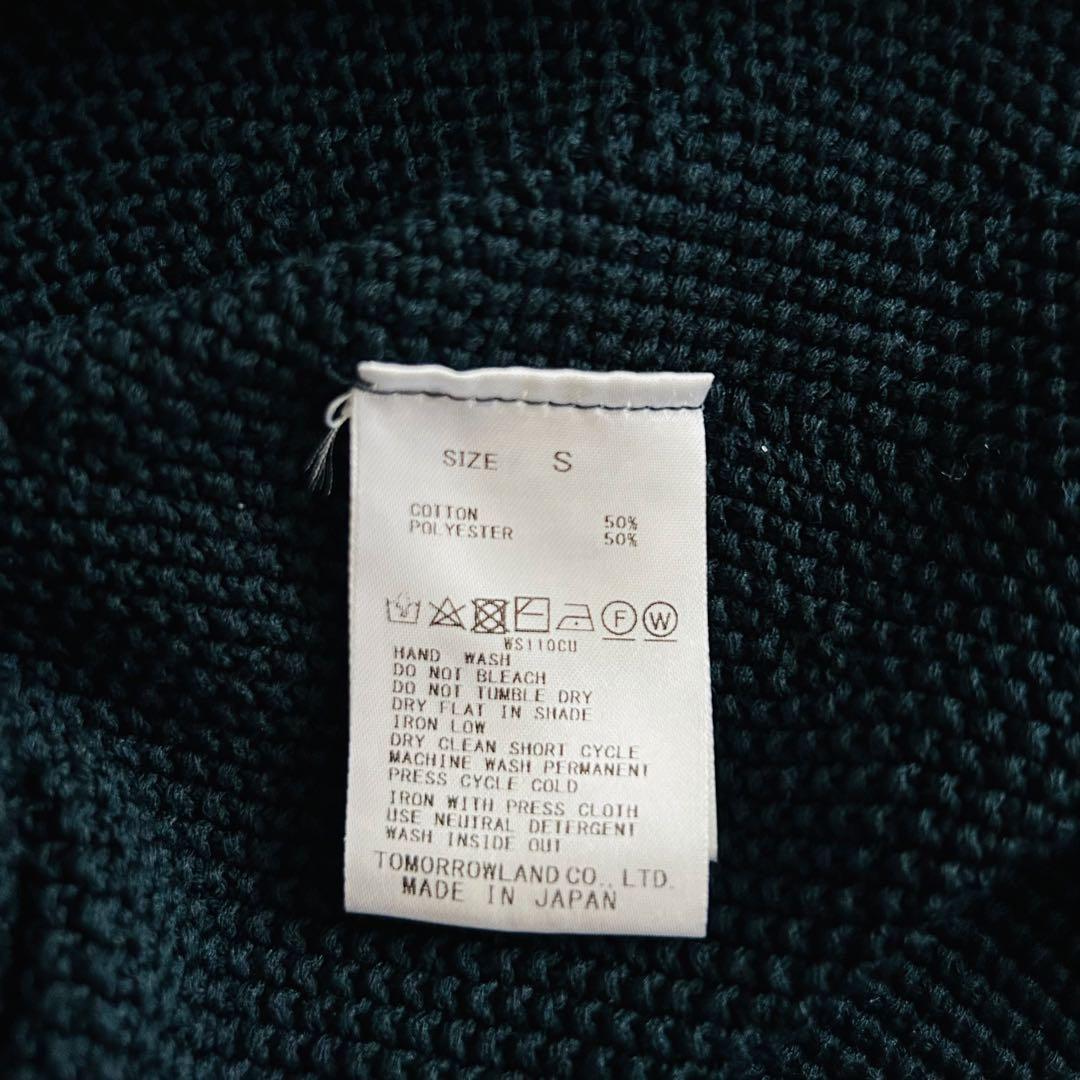 SIZE S
COTTON 50%
POLYESTER 50%
F W
WS110CU
HAND WASH
DO NOT BLEACH
DO NOT TUMBLE DRY
DRY FLAT IN SHADE
IRON LOW
DRY CLEAN SHORT CYCLE
MACHINE WASH PERMANENT
PRESS CYCLE COLD
IRON WITH PRESS CLOTH
USE NEUTRAL DETERGENT
WASH INSIDE OUT
TOMORROWLAND CO., LTD.
MADE IN JAPAN